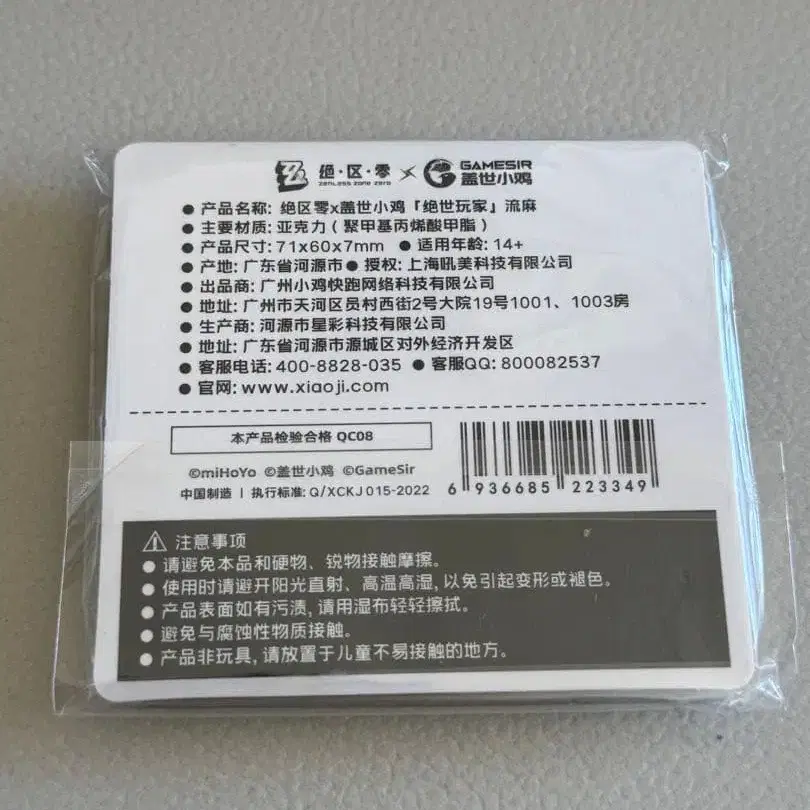 绝·区·零 × GAMESIR
ZENLESS ZONE ZERO 盖世小鸡
● 产品名称: 绝区零x盖世小鸡「绝世玩家」流麻
● 主要材质: 亚克力（聚甲基丙烯酸甲脂）
● 产品尺寸: 71x60x7mm ● 适用年龄: 14+
● 产地: 广东省河源市 ● 授权: 上海吼美科技有限公司
● 出品商: 广州小鸡快跑网络科技有限公司
● 地址: 广州市天河区员村西街2号大院19号1001、1003房
● 生产商: 河源市星彩科技有限公司
● 地址: 广东省河源市源城区对外经济开发区
● 客服电话: 400-8828-035 ● 客服QQ: 800082537
● 官网: www.xiaoji.com
本产品检验合格 QC08
©miHoYo ©盖世小鸡 ©GameSir
中国制造 | 执行标准: Q/XCKJ 015-2022
6 936685 223349
注意事项
● 请避免本品和硬物、锐物接触摩擦。
● 使用时请避开阳光直射、高温高湿, 以免引起变形或褪色。
● 产品表面如有污渍, 请用湿布轻轻擦拭。
● 避免与腐蚀性物质接触。
● 产品非玩具, 请放置于儿童不易接触的地方。